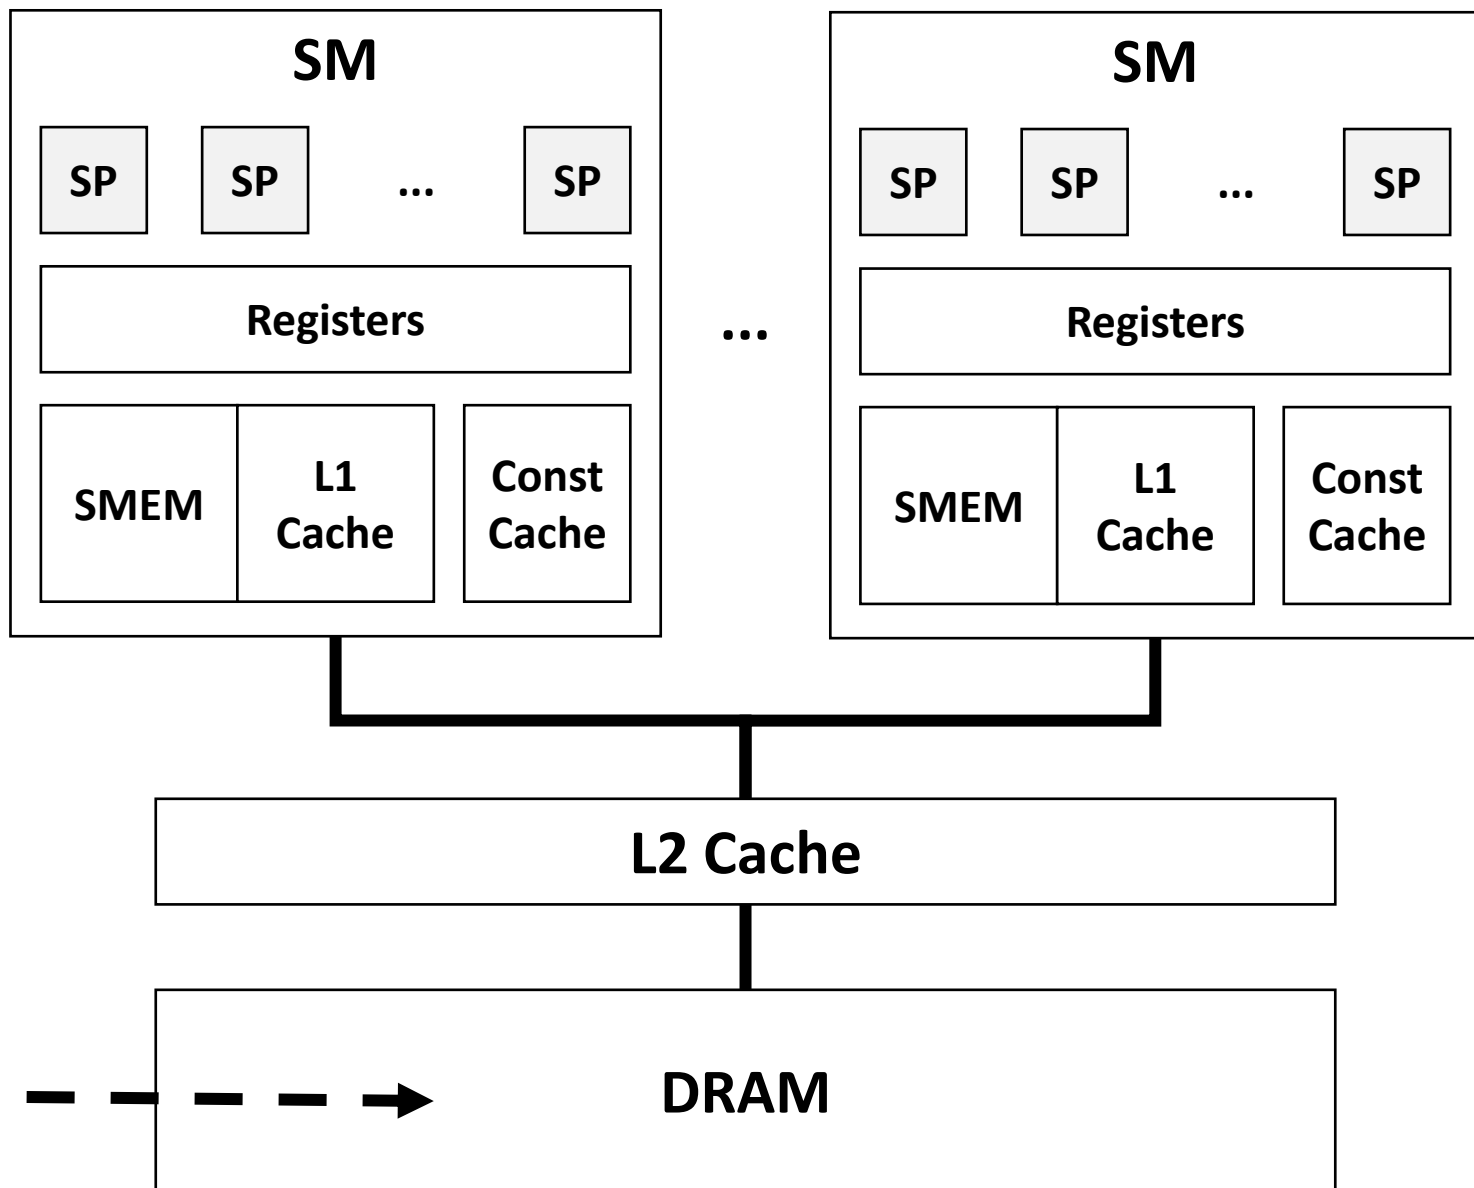 SM
SP SP ... SP
Registers
SMEM
L1
Cache
Const
Cache
...
SM
SP SP ... SP
Registers
SMEM
L1
Cache
Const
Cache
L2 Cache
DRAM